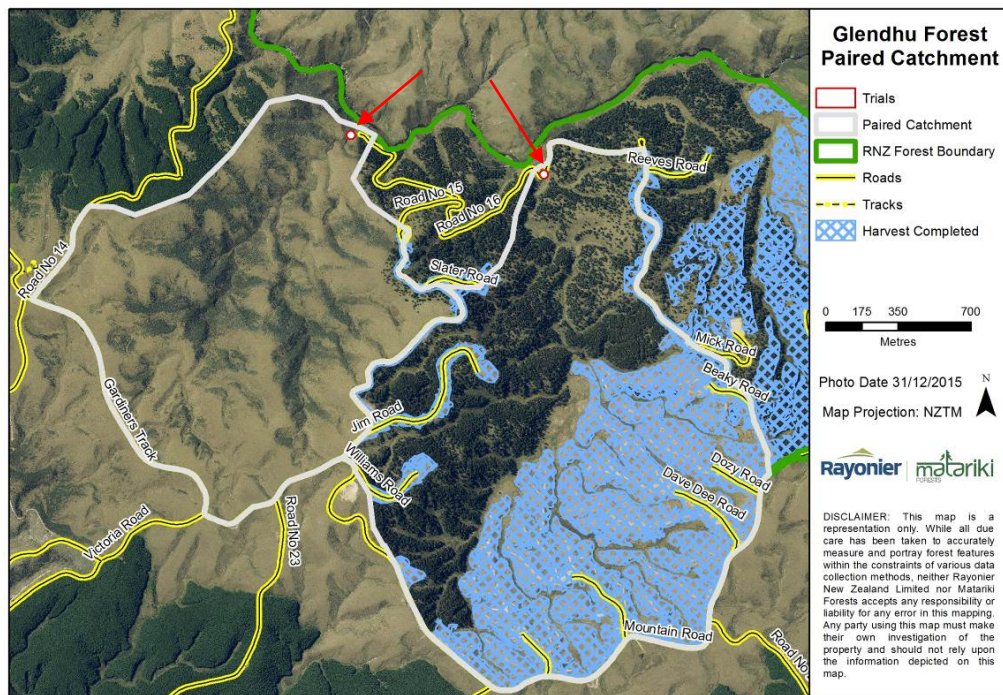 Glendhu Forest
Paired Catchment
Trials
Paired Catchment
RNZ Forest Boundary
Roads
Tracks
Harvest Completed
0 175 350 700
Metres
Photo Date 31/12/2015
Map Projection: NZTM
N
Rayonier
matariki
FORESTS
DISCLAIMER: This map is a
representation only. While all due
care has been taken to accurately
measure and portray forest features
within the constraints of various data
collection methods, neither Rayonier
New Zealand Limited nor Matariki
Forests accepts any responsibility or
liability for any error in this mapping.
Any party using this map must make
their own investigation of the
property and should not rely upon
the information depicted on this
map.
Reeves Road
Road No 15
Road No 16
Road No 14
Slater Road
Mick Road
Beaky Road
Jim Road
Gardiners Track
Williams Road
Dozy Road
Dave Dee Road
Road No 23
Victoria Road
Mountain Road